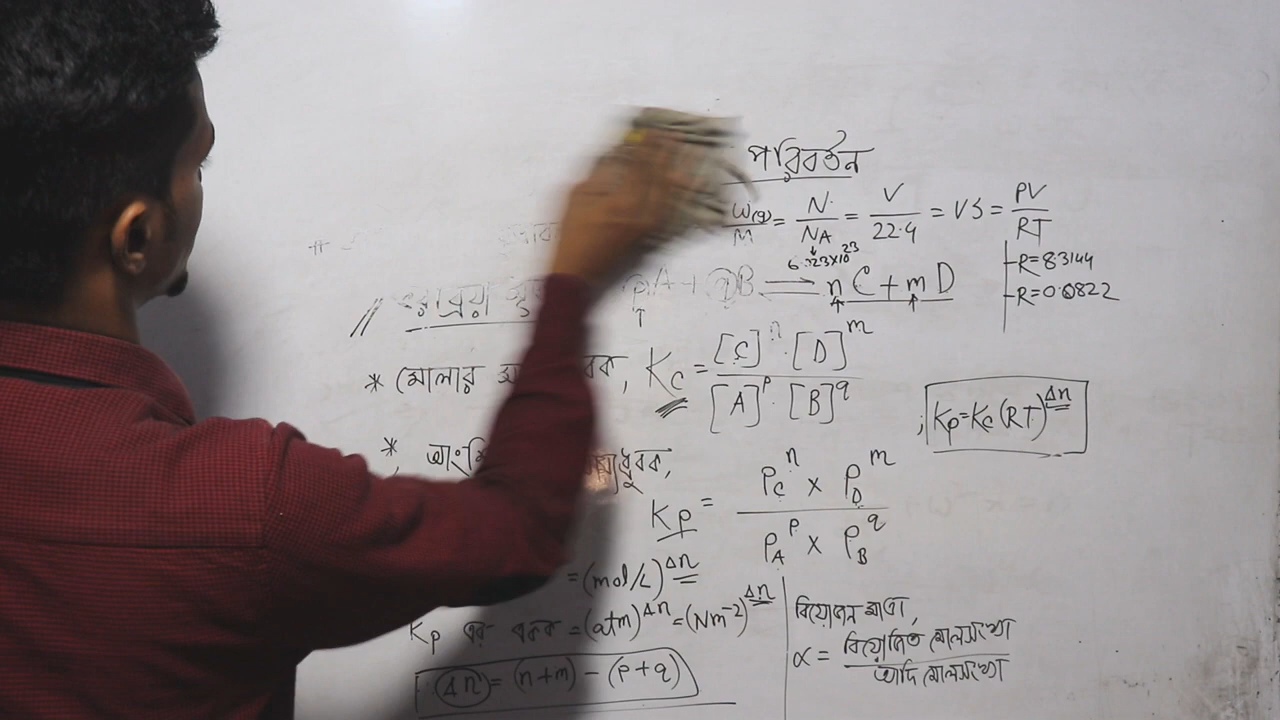 পরিবর্তন
W(g)/M = N/NA = V/22.4 = VS = PV/RT
6.023×10^23
R=8.3144
R=0.0822
pA + qB ⇌ nC + mD
* মোলার, Kc = [C]^n · [D]^m / [A]^p · [B]^q
; Kp=Kc(RT)^Δn
*, সাম্যধ্রুবক,
Kp = Pc^n × PD^m / PA^p × PB^q
=(mol/L)^Δn
Kp এর একক =(atm)^Δn =(Nm^-2)^Δn
Δn = (n+m) − (p+q)
বিয়োজন মাত্রা,
α = বিয়োজিত মোলসংখ্যা / আদি মোলসংখ্যা